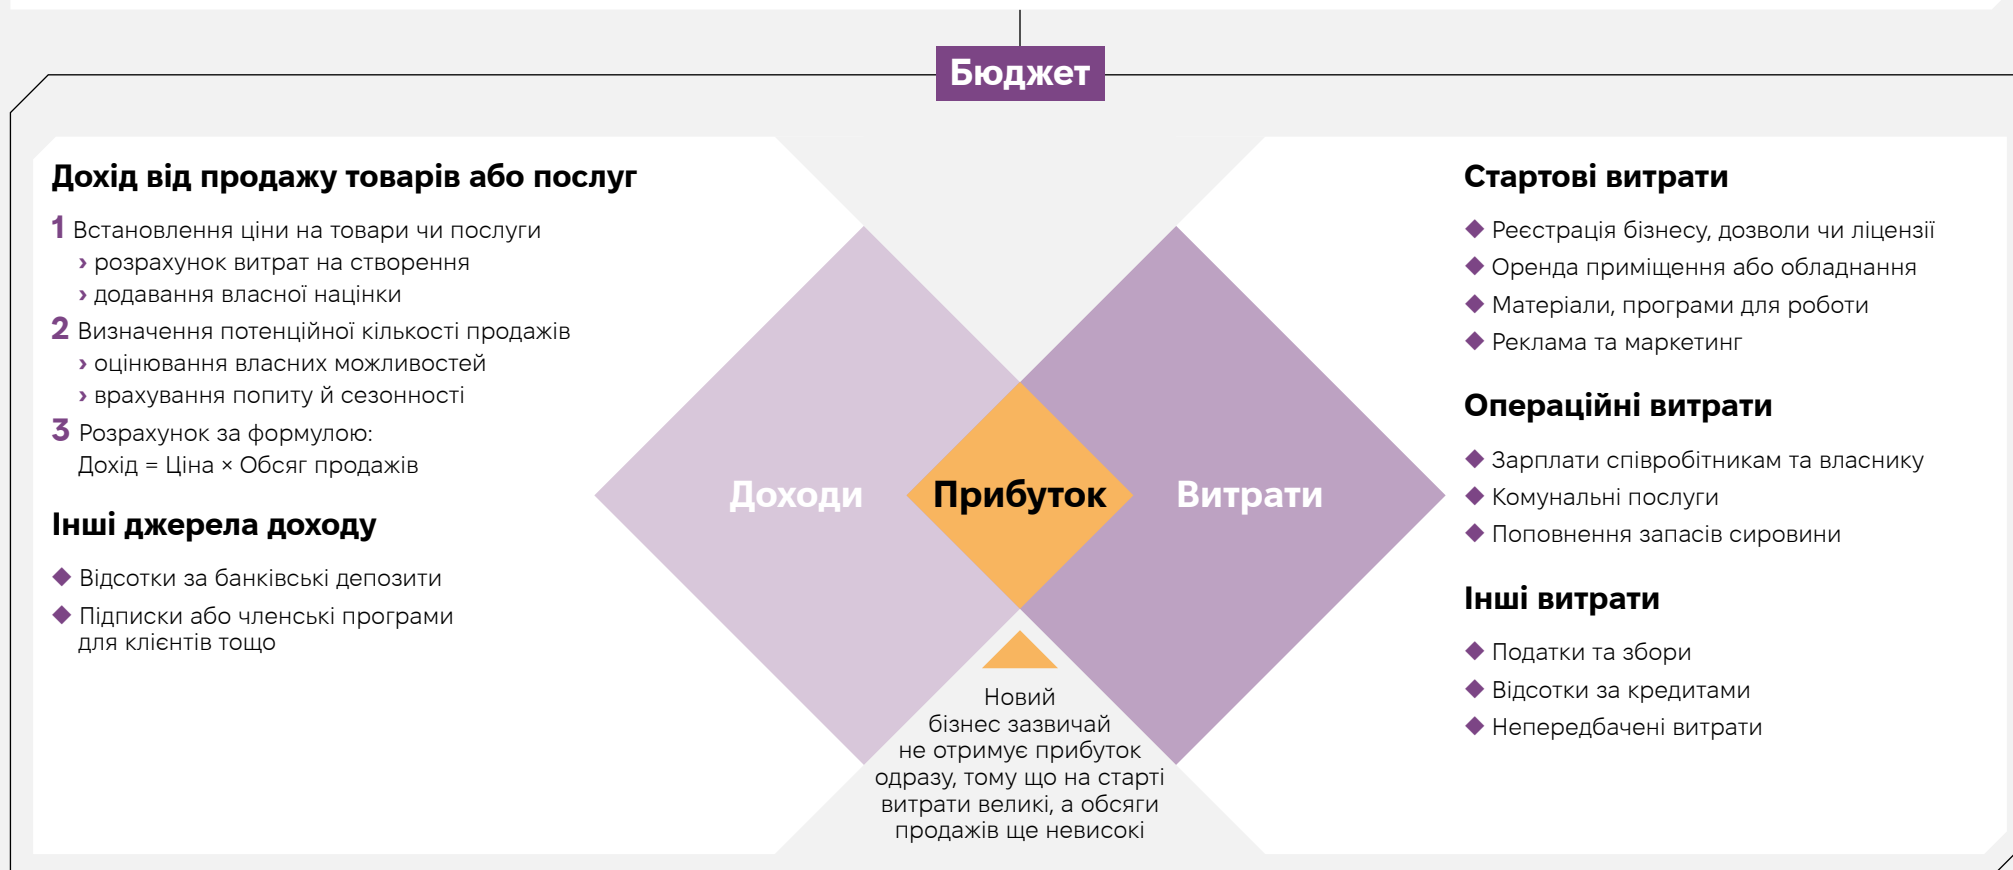 Бюджет
Дохід від продажу товарів або послуг
1 Встановлення ціни на товари чи послуги
› розрахунок витрат на створення
› додавання власної націнки
2 Визначення потенційної кількості продажів
› оцінювання власних можливостей
› врахування попиту й сезонності
3 Розрахунок за формулою:
Дохід = Ціна × Обсяг продажів
Інші джерела доходу
◆ Відсотки за банківські депозити
◆ Підписки або членські програми
для клієнтів тощо
Доходи
Прибуток
Витрати
Новий
бізнес зазвичай
не отримує прибуток
одразу, тому що на старті
витрати великі, а обсяги
продажів ще невисокі
Стартові витрати
◆ Реєстрація бізнесу, дозволи чи ліцензії
◆ Оренда приміщення або обладнання
◆ Матеріали, програми для роботи
◆ Реклама та маркетинг
Операційні витрати
◆ Зарплати співробітникам та власнику
◆ Комунальні послуги
◆ Поповнення запасів сировини
Інші витрати
◆ Податки та збори
◆ Відсотки за кредитами
◆ Непередбачені витрати